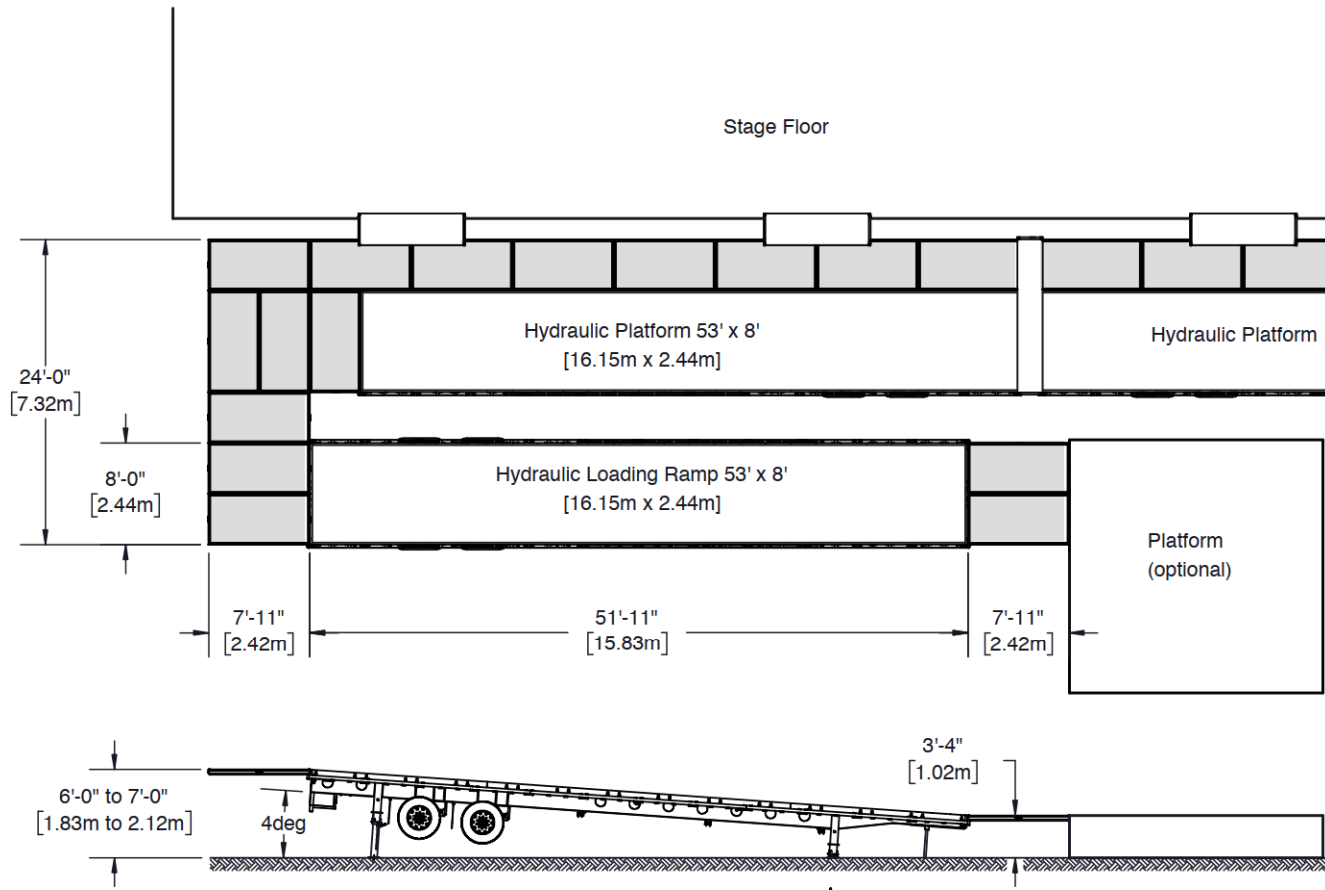 Stage Floor
Hydraulic Platform 53' x 8'
[16.15m x 2.44m]
Hydraulic Platform
24'-0"
[7.32m]
8'-0"
[2.44m]
Hydraulic Loading Ramp 53' x 8'
[16.15m x 2.44m]
Platform
(optional)
7'-11"
[2.42m]
51'-11"
[15.83m]
7'-11"
[2.42m]
3'-4"
[1.02m]
6'-0" to 7'-0"
[1.83m to 2.12m]
4deg